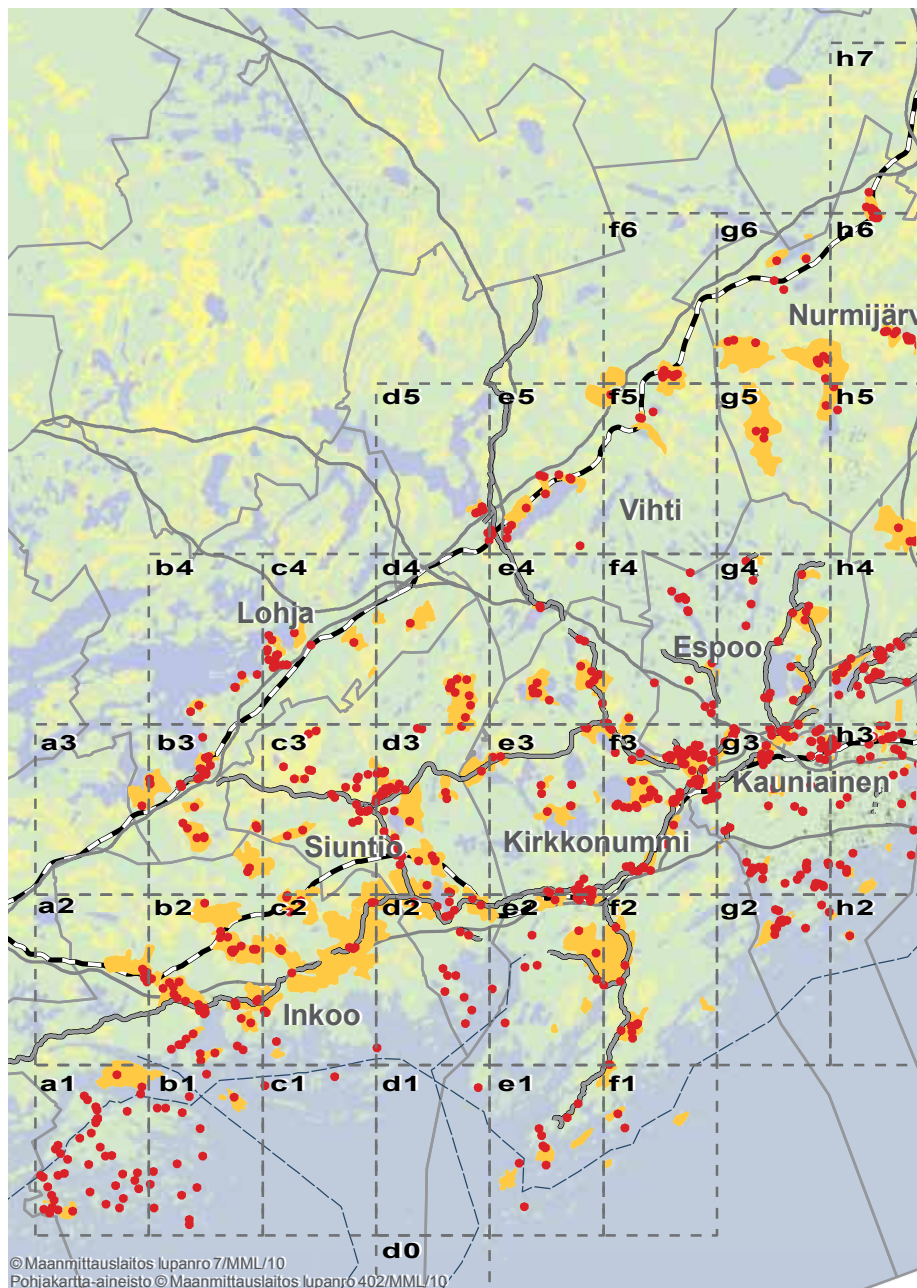 h7
f6 g6 h6
Nurmijärv
d5 e5 f5 g5 h5
Vihti
b4 c4 d4 e4 f4 g4 h4
Lohja
Espoo
a3 b3 c3 d3 e3 f3 g3 h3
Kauniainen
Siuntio
Kirkkonummi
a2 b2 c2 d2 e2 f2 g2 h2
Inkoo
a1 b1 c1 d1 e1 f1
d0
© Maanmittauslaitos lupanro 7/MML/10
Pohjakartta-aineisto © Maanmittauslaitos lupanro 402/MML/10